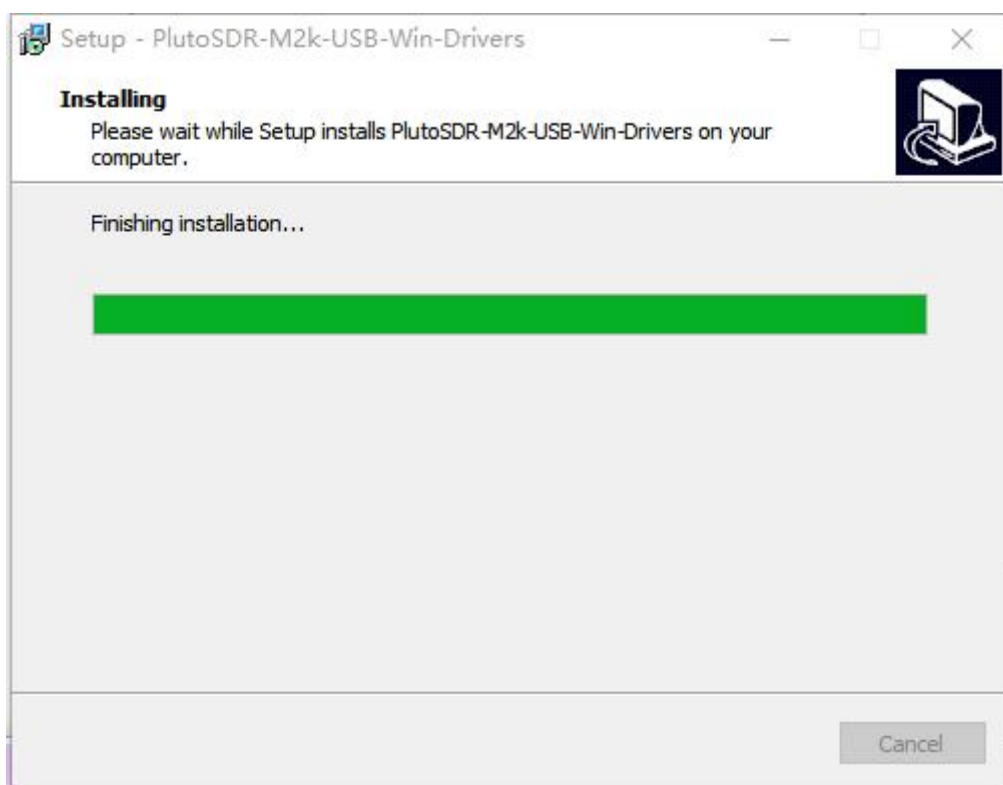 Setup - PlutoSDR-M2k-USB-Win-Drivers
Installing
Please wait while Setup installs PlutoSDR-M2k-USB-Win-Drivers on your
computer.
Finishing installation...
Cancel